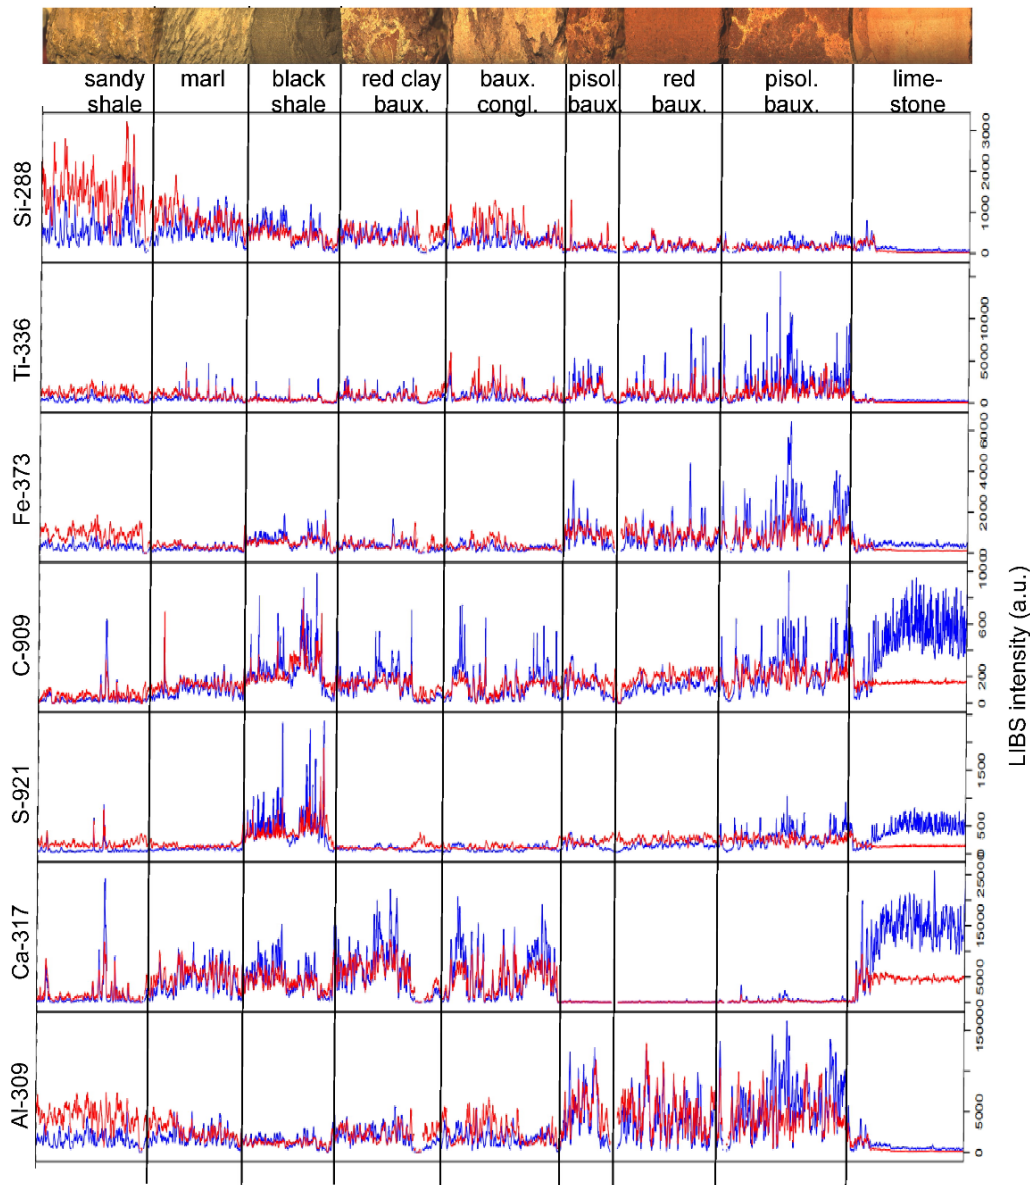 sandy shale
marl
black shale
red clay baux.
baux. congl.
pisol. baux.
red baux.
pisol. baux.
lime-stone
Si-288
0 1000 2000 3000
Ti-336
0 5000 10000
Fe-373
0 2000 4000 6000
C-909
0 200 600 1000
S-921
0 500 1500
Ca-317
0 5000 15000 25000
Al-309
0 5000 15000
LIBS intensity (a.u.)